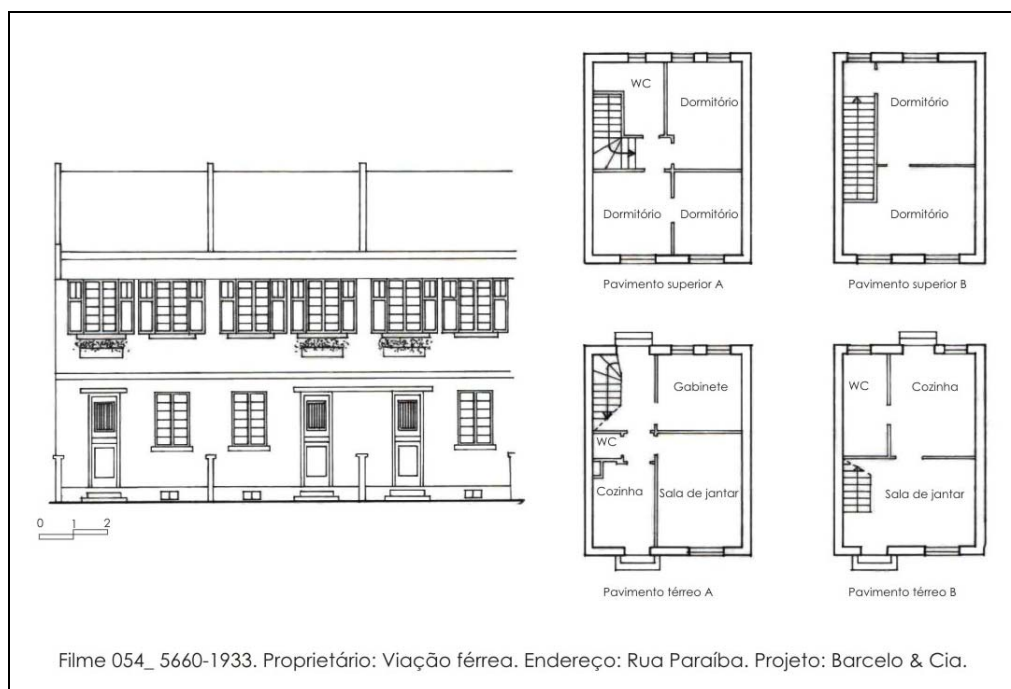 WC
Dormitório
Dormitório
Dormitório
Pavimento superior A
Dormitório
Dormitório
Pavimento superior B
Gabinete
WC
Cozinha
Sala de jantar
Pavimento térreo A
WC
Cozinha
Sala de jantar
Pavimento térreo B
0 1 2
Filme 054_ 5660-1933. Proprietário: Viação férrea. Endereço: Rua Paraíba. Projeto: Barcelo & Cia.